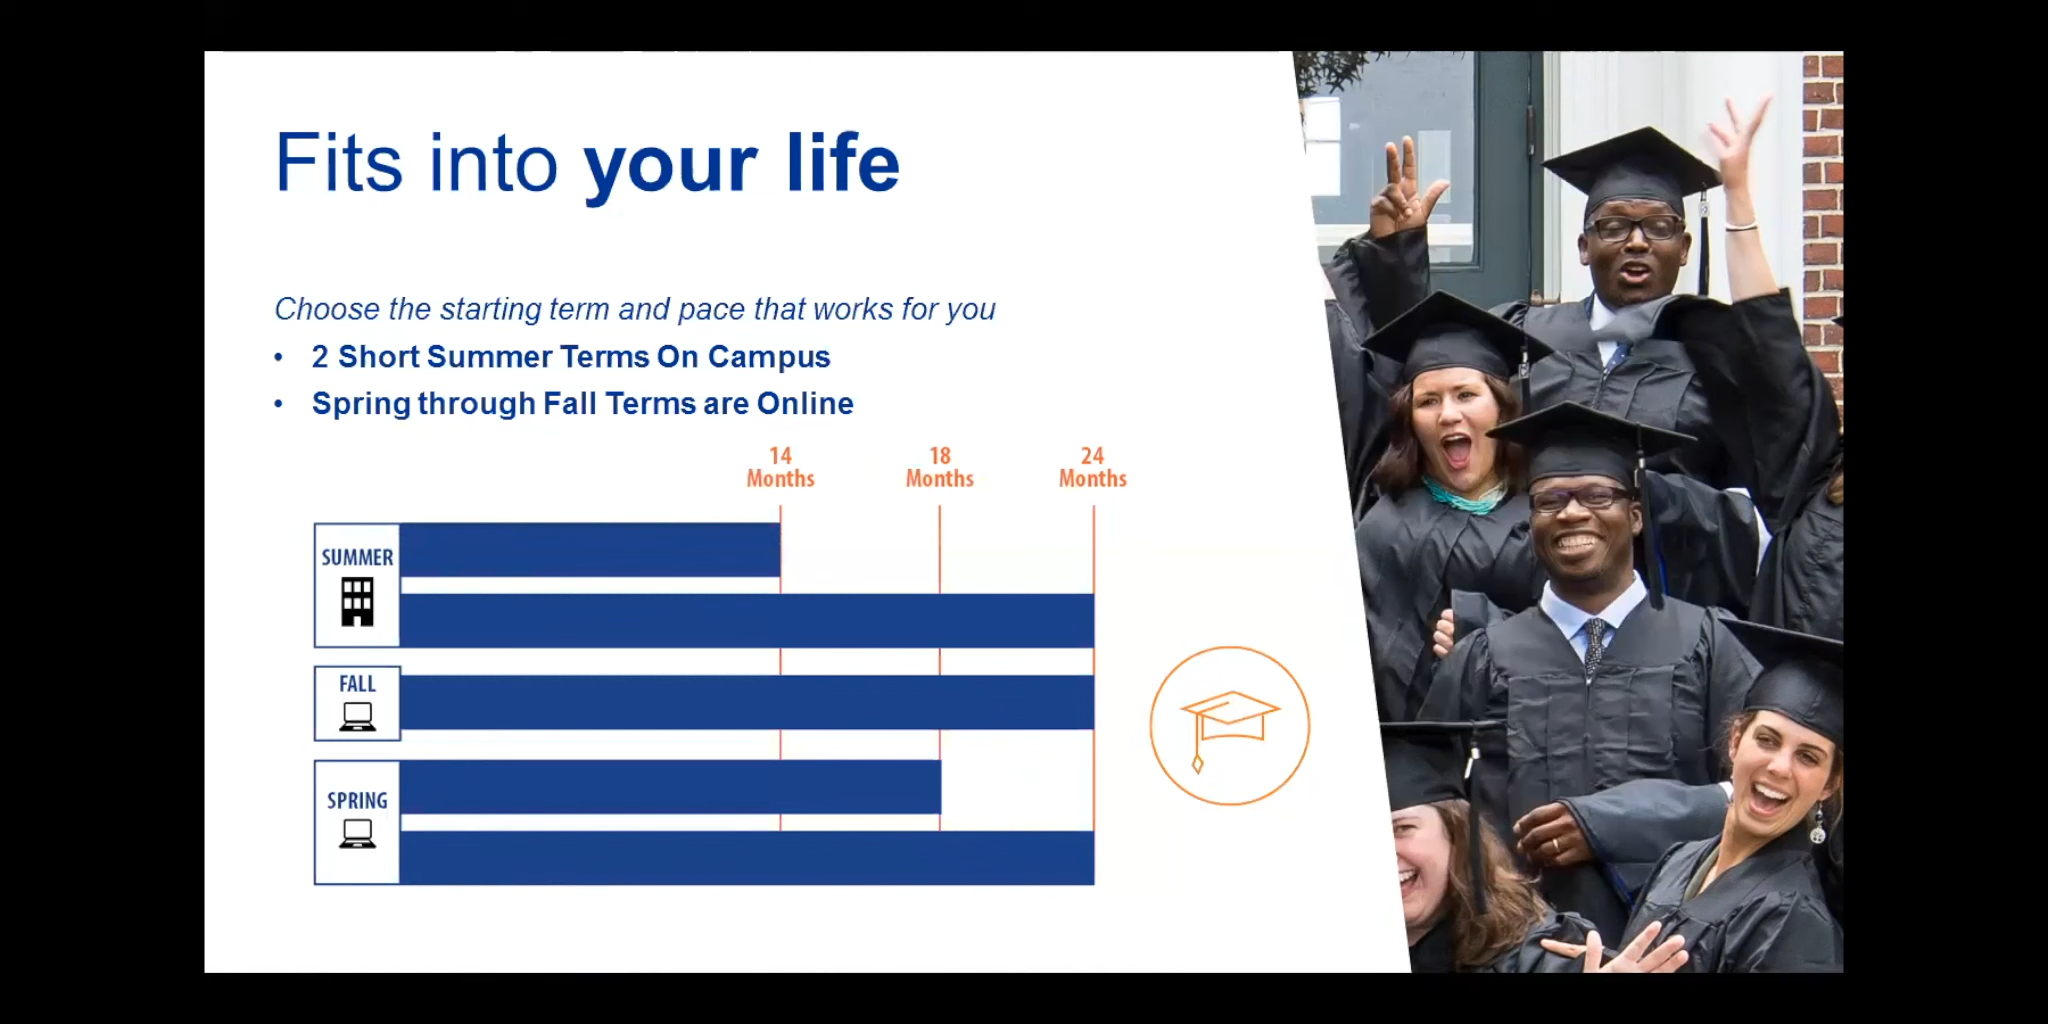 Fits into your life
Choose the starting term and pace that works for you
• 2 Short Summer Terms On Campus
• Spring through Fall Terms are Online
14 Months
18 Months
24 Months
SUMMER
FALL
SPRING